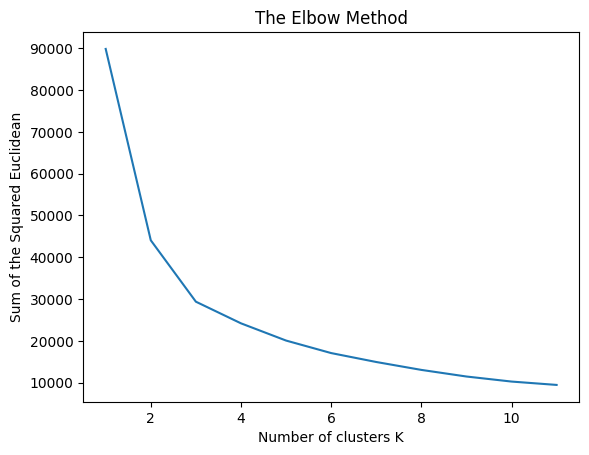 The Elbow Method
Sum of the Squared Euclidean
90000
80000
70000
60000
50000
40000
30000
20000
10000
2 4 6 8 10
Number of clusters K